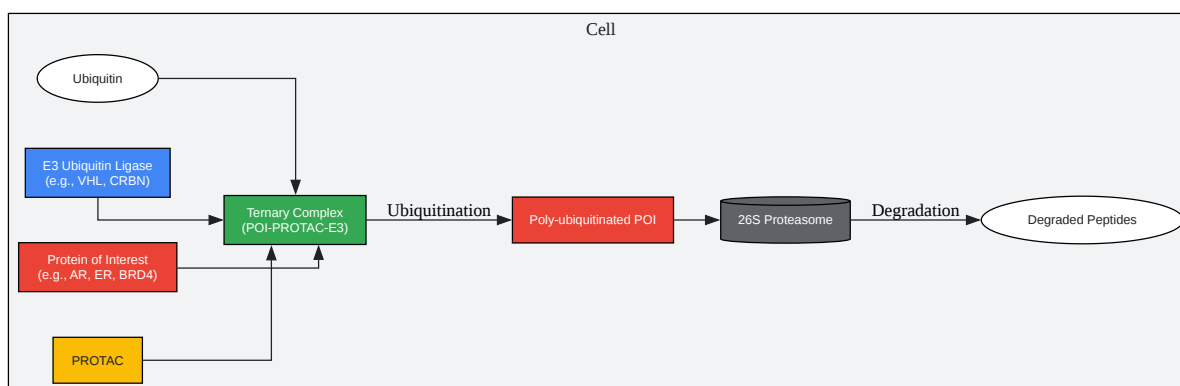 Cell
Ubiquitin
E3 Ubiquitin Ligase
(e.g., VHL, CRBN)
Ternary Complex
(POI-PROTAC-E3)
Ubiquitination
Poly-ubiquitinated POI
26S Proteasome
Degradation
Degraded Peptides
Protein of Interest
(e.g., AR, ER, BRD4)
PROTAC